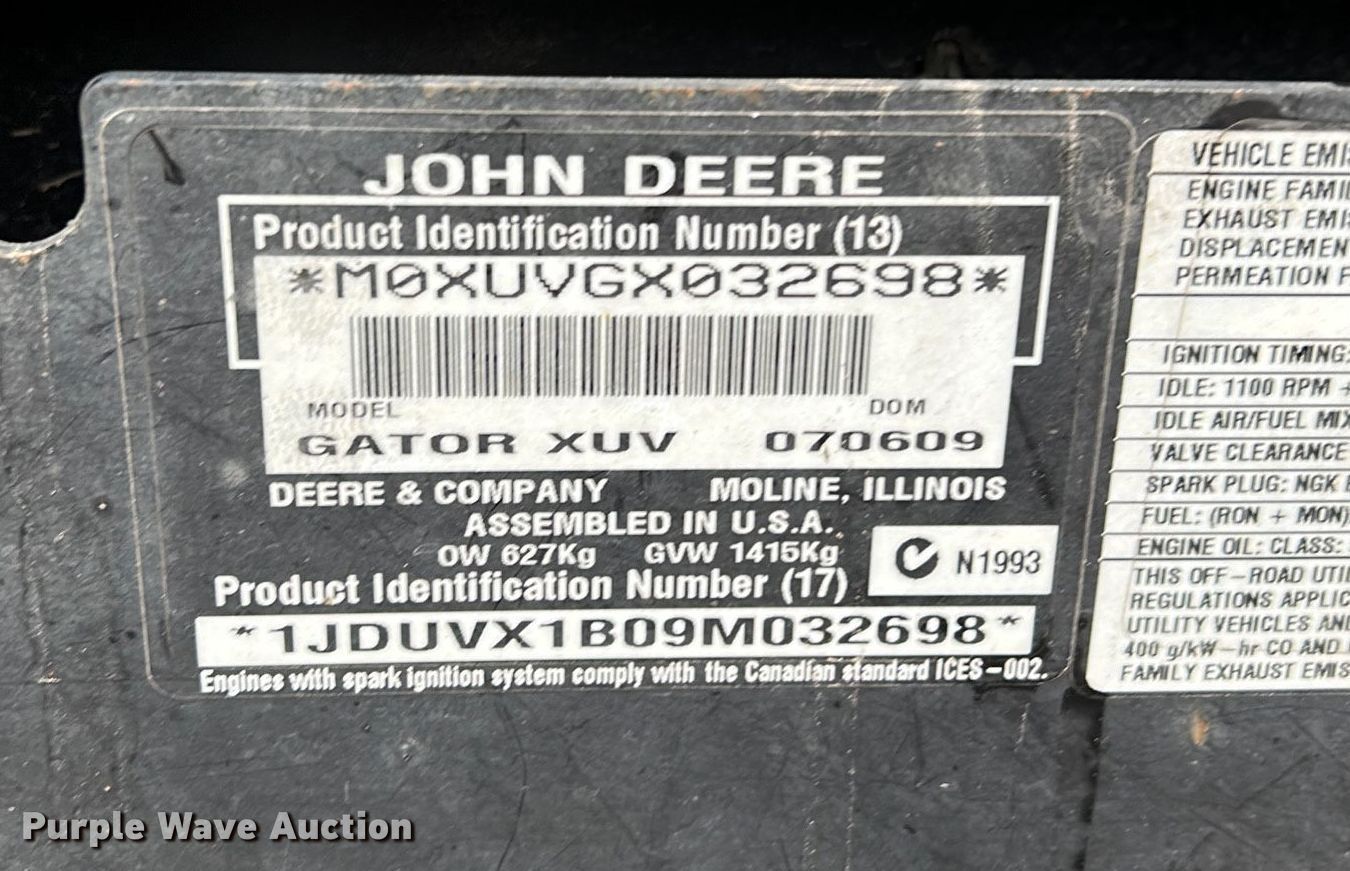 JOHN DEERE
Product Identification Number (13)
*M0XUVGX032698*
MODEL DOM
GATOR XUV 070609
DEERE & COMPANY MOLINE, ILLINOIS
ASSEMBLED IN U.S.A.
OW 627Kg GVW 1415Kg
N1993
Product Identification Number (17)
*1JDUVX1B09M032698*
Engines with spark ignition system comply with the Canadian standard ICES-002.
VEHICLE EMIS
ENGINE FAMIL
EXHAUST EMIS
DISPLACEMEN
PERMEATION F
IGNITION TIMING:
IDLE: 1100 RPM +
IDLE AIR/FUEL MIX
VALVE CLEARANCE
SPARK PLUG: NGK
FUEL: (RON + MON)
ENGINE OIL: CLASS:
THIS OFF-ROAD UTIL
REGULATIONS APPLIC
UTILITY VEHICLES AN
400 g/kW-hr CO AND
FAMILY EXHAUST EMIS
Purple Wave Auction